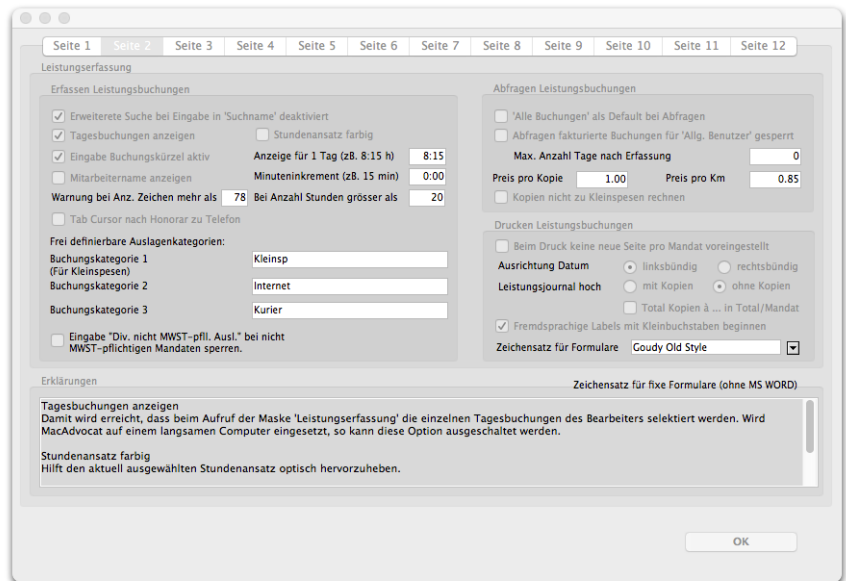 Seite 1 Seite 2 Seite 3 Seite 4 Seite 5 Seite 6 Seite 7 Seite 8 Seite 9 Seite 10 Seite 11 Seite 12
Leistungserfassung
Erfassen Leistungsbuchungen
Erweiterete Suche bei Eingabe in 'Suchname' deaktiviert
Tagesbuchungen anzeigen Stundenansatz farbig
Eingabe Buchungskürzel aktiv Anzeige für 1 Tag (zB. 8:15 h) 8:15
Mitarbeitername anzeigen Minuteninkrement (zB. 15 min) 0:00
Warnung bei Anz. Zeichen mehr als 78 Bei Anzahl Stunden grösser als 20
Tab Cursor nach Honorar zu Telefon
Frei definierbare Auslagenkategorien:
Buchungskategorie 1 Kleinsp
(Für Kleinspesen)
Buchungskategorie 2 Internet
Buchungskategorie 3 Kurier
Eingabe "Div. nicht MWST-pfll. Ausl." bei nicht
MWST-pflichtigen Mandaten sperren.
Abfragen Leistungsbuchungen
'Alle Buchungen' als Default bei Abfragen
Abfragen fakturierte Buchungen für 'Allg. Benutzer' gesperrt
Max. Anzahl Tage nach Erfassung 0
Preis pro Kopie 1.00 Preis pro Km 0.85
Kopien nicht zu Kleinspesen rechnen
Drucken Leistungsbuchungen
Beim Druck keine neue Seite pro Mandat voreingestellt
Ausrichtung Datum linksbündig rechtsbündig
Leistungsjournal hoch mit Kopien ohne Kopien
Total Kopien à ... in Total/Mandat
Fremdsprachige Labels mit Kleinbuchstaben beginnen
Zeichensatz für Formulare Goudy Old Style
Erklärungen
Zeichensatz für fixe Formulare (ohne MS WORD)
Tagesbuchungen anzeigen
Damit wird erreicht, dass beim Aufruf der Maske 'Leistungserfassung' die einzelnen Tagesbuchungen des Bearbeiters selektiert werden. Wird
MacAdvocat auf einem langsamen Computer eingesetzt, so kann diese Option ausgeschaltet werden.
Stundenansatz farbig
Hilft den aktuell ausgewählten Stundenansatz optisch hervorzuheben.
OK